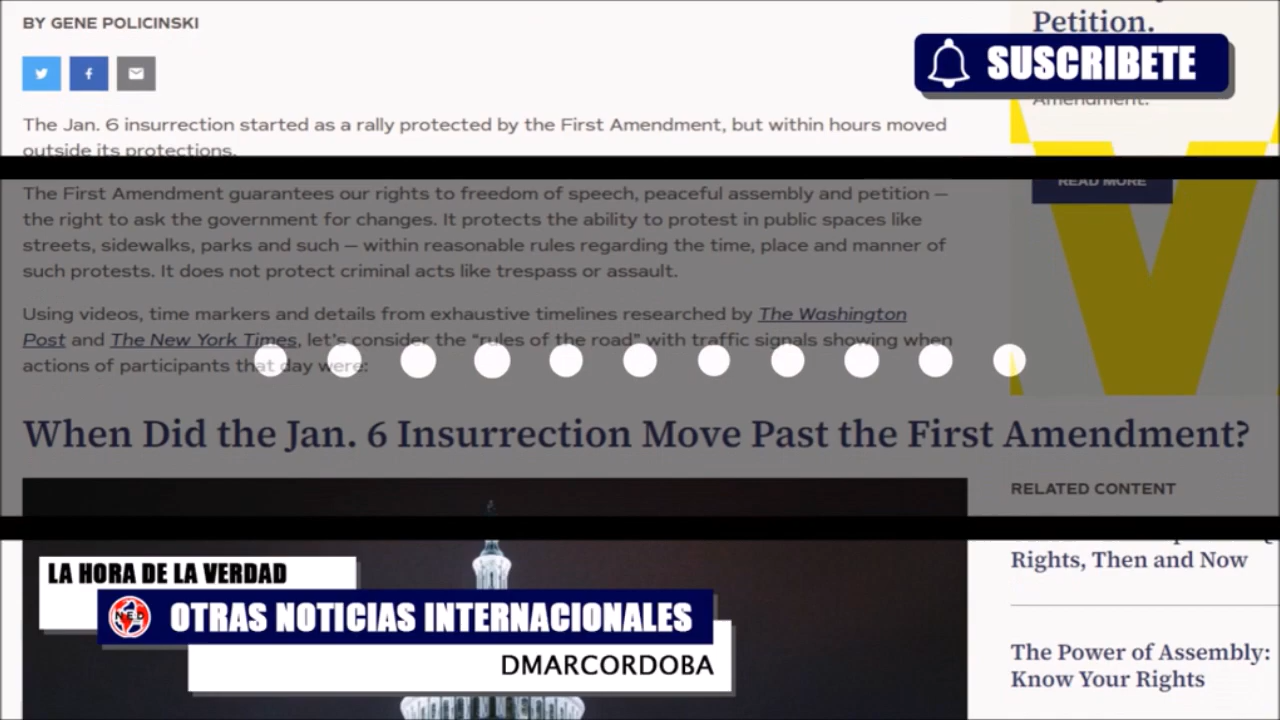 BY GENE POLICINSKI
Petition.
SUSCRIBETE
Amendment.
The Jan. 6 insurrection started as a rally protected by the First Amendment, but within hours moved
outside its protections.
READ MORE
The First Amendment guarantees our rights to freedom of speech, peaceful assembly and petition —
the right to ask the government for changes. It protects the ability to protest in public spaces like
streets, sidewalks, parks and such — within reasonable rules regarding the time, place and manner of
such protests. It does not protect criminal acts like trespass or assault.
Using videos, time markers and details from exhaustive timelines researched by The Washington
Post and The New York Times, let's consider the "rules of the road" with traffic signals showing when
actions of participants that day were:
When Did the Jan. 6 Insurrection Move Past the First Amendment?
RELATED CONTENT
Rights, Then and Now
LA HORA DE LA VERDAD
OTRAS NOTICIAS INTERNACIONALES
DMARCORDOBA
The Power of Assembly:
Know Your Rights